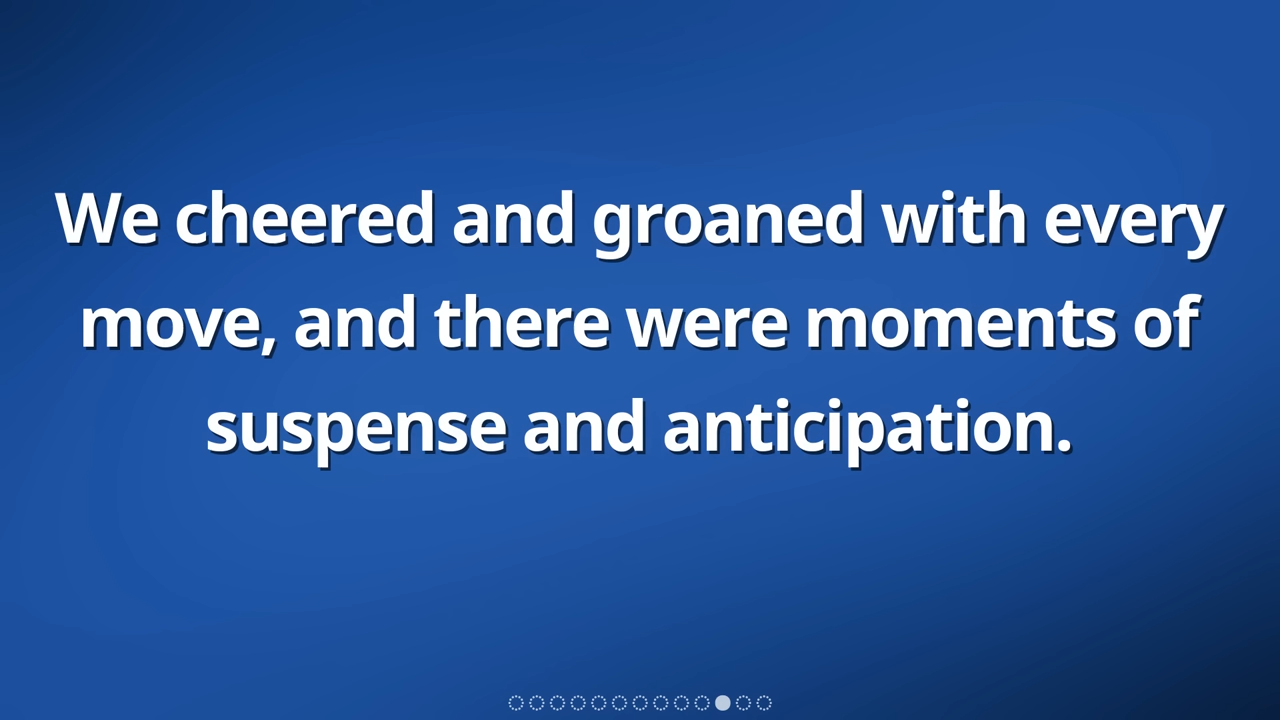 We cheered and groaned with every
move, and there were moments of
suspense and anticipation.